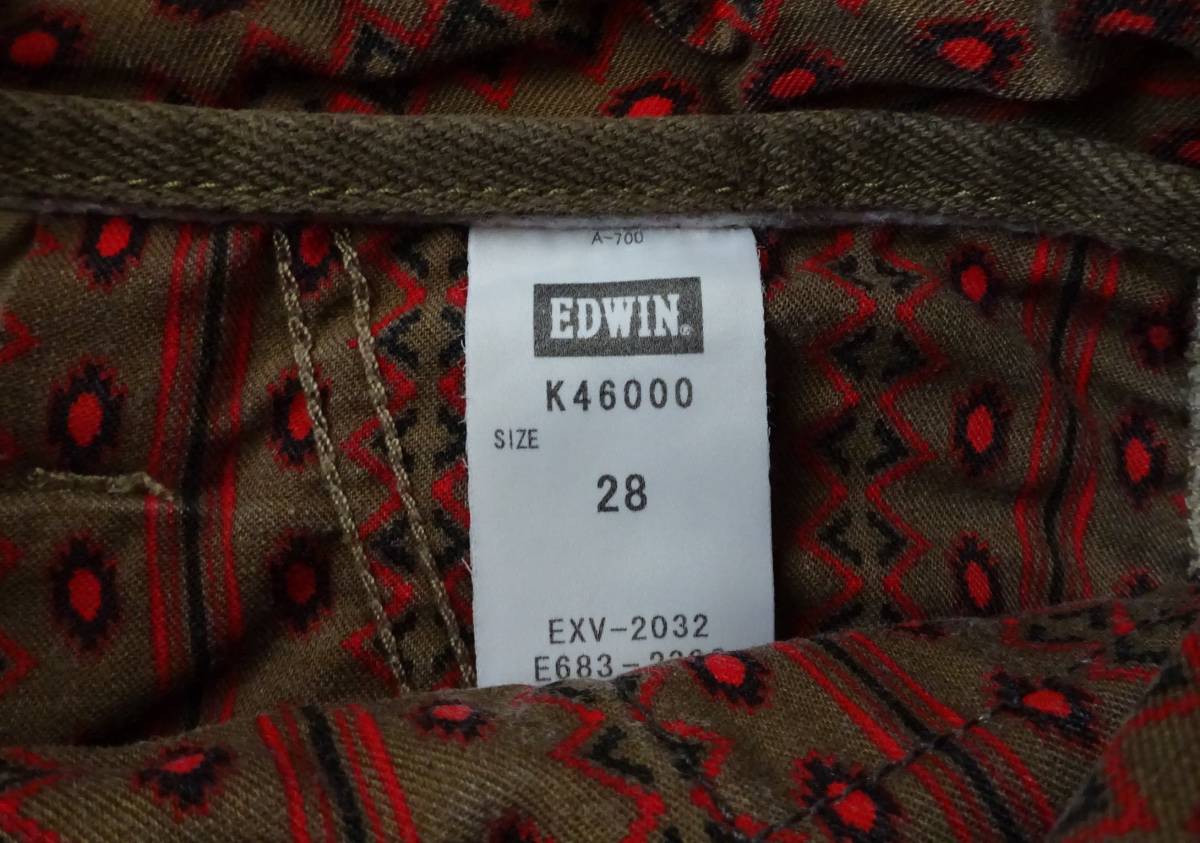 A-700
EDWIN®
K46000
SIZE
28
EXV-2032